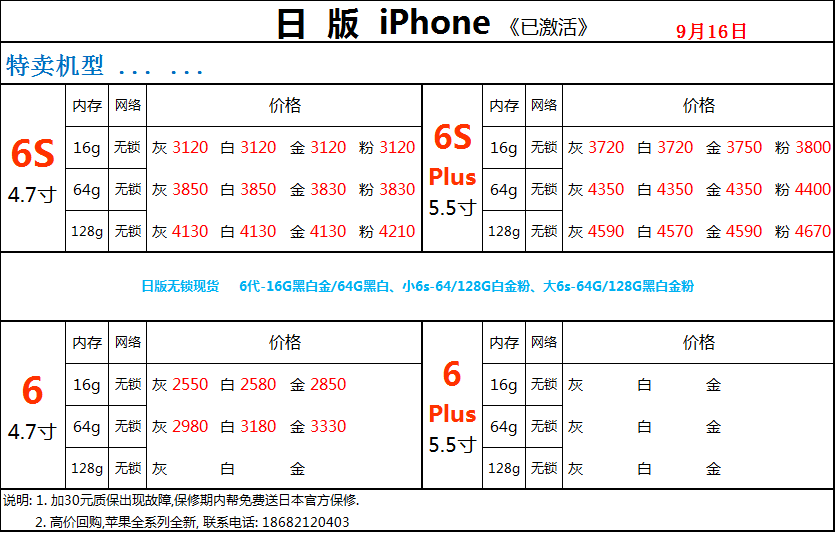 日 版 iPhone 《已激活》 9月16日
特卖机型 ... ...
6S
4.7寸
内存 网络 价格
16g 无锁 灰 3120 白 3120 金 3120 粉 3120
64g 无锁 灰 3850 白 3850 金 3830 粉 3830
128g 无锁 灰 4130 白 4130 金 4130 粉 4210
6S
Plus
5.5寸
内存 网络 价格
16g 无锁 灰 3720 白 3720 金 3750 粉 3800
64g 无锁 灰 4350 白 4350 金 4350 粉 4400
128g 无锁 灰 4590 白 4570 金 4590 粉 4670
日版无锁现货 6代-16G黑白金/64G黑白、小6s-64/128G白金粉、大6s-64G/128G黑白金粉
6
4.7寸
内存 网络 价格
16g 无锁 灰 2550 白 2580 金 2850
64g 无锁 灰 2980 白 3180 金 3330
128g 无锁 灰 白 金
6
Plus
5.5寸
内存 网络 价格
16g 无锁 灰 白 金
64g 无锁 灰 白 金
128g 无锁 灰 白 金
说明: 1. 加30元质保出现故障,保修期内帮免费送日本官方保修.
2. 高价回购,苹果全系列全新, 联系电话: 18682120403